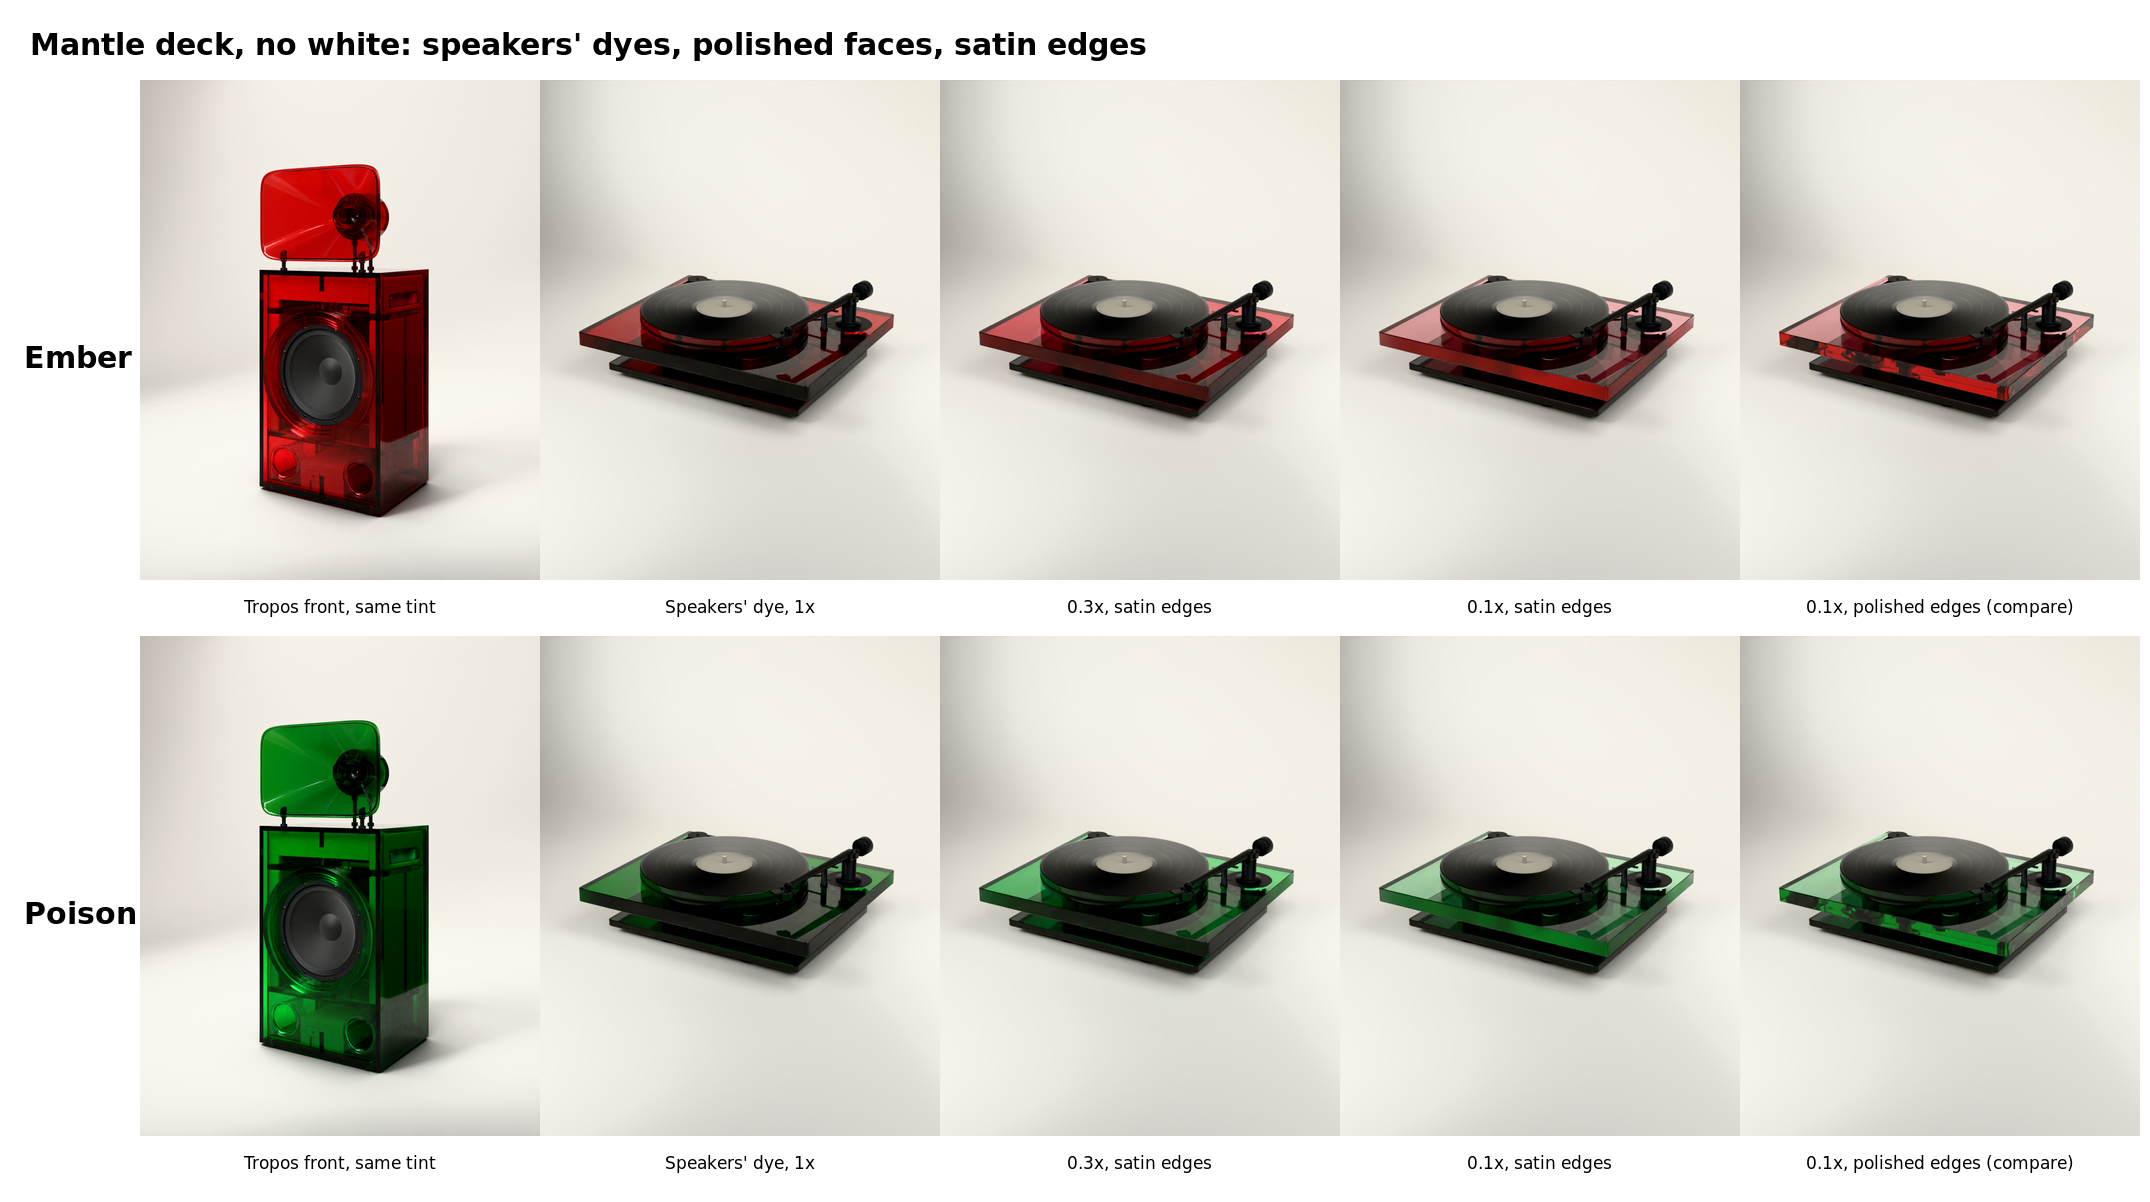 Mantle deck, no white: speakers' dyes, polished faces, satin edges
Ember
Tropos front, same tint
Speakers' dye, 1x
0.3x, satin edges
0.1x, satin edges
0.1x, polished edges (compare)
Poison
Tropos front, same tint
Speakers' dye, 1x
0.3x, satin edges
0.1x, satin edges
0.1x, polished edges (compare)